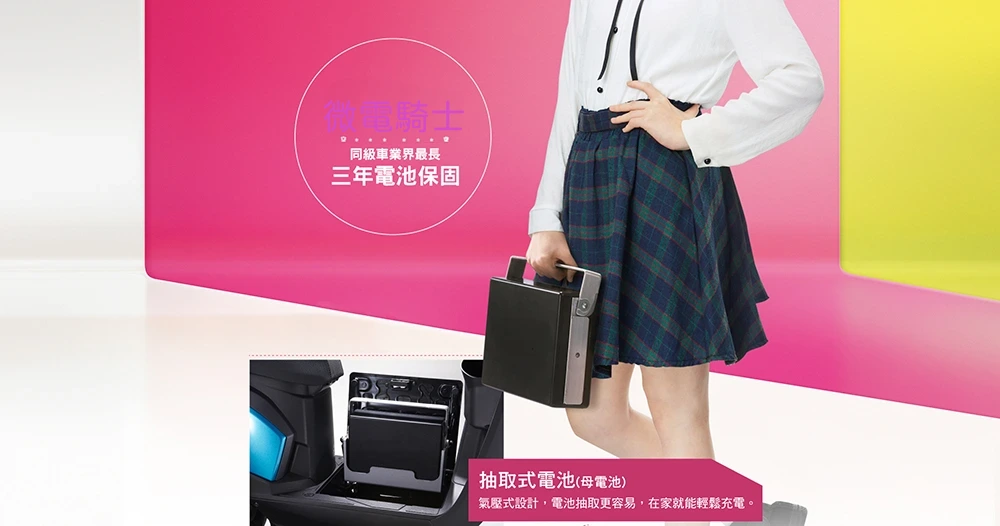 微電騎士
同級車業界最長
三年電池保固
抽取式電池(母電池)
氣壓式設計，電池抽取更容易，在家就能輕鬆充電。